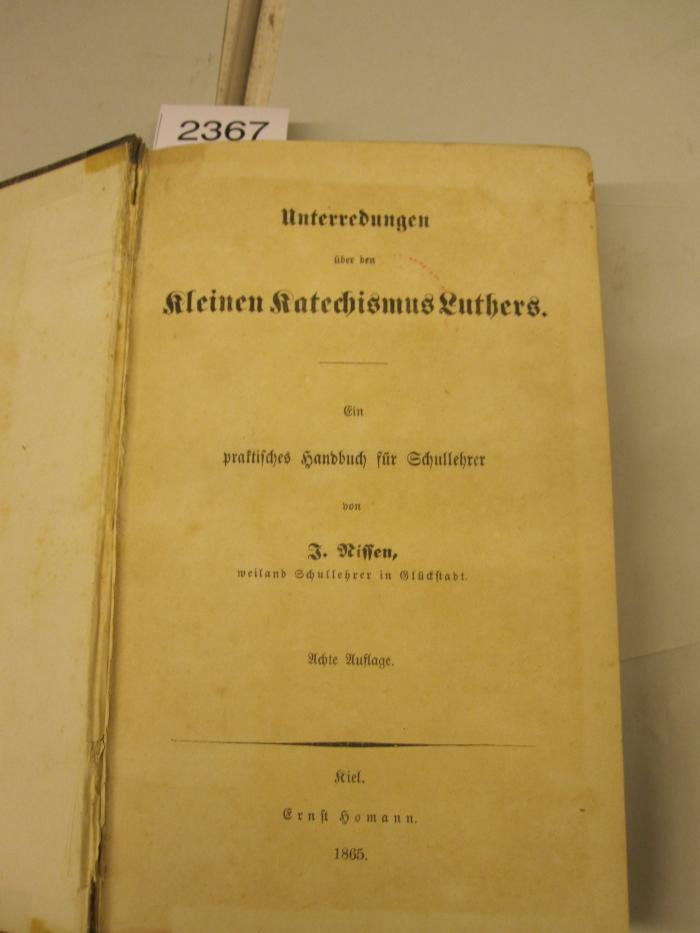 2367
Unterredungen
über den
Kleinen Katechismus Luthers.
Ein
praktisches Handbuch für Schullehrer
von
J. Nissen,
weiland Schullehrer in Glückstadt.
Achte Auflage.
Kiel.
Ernst Homann.
1865.